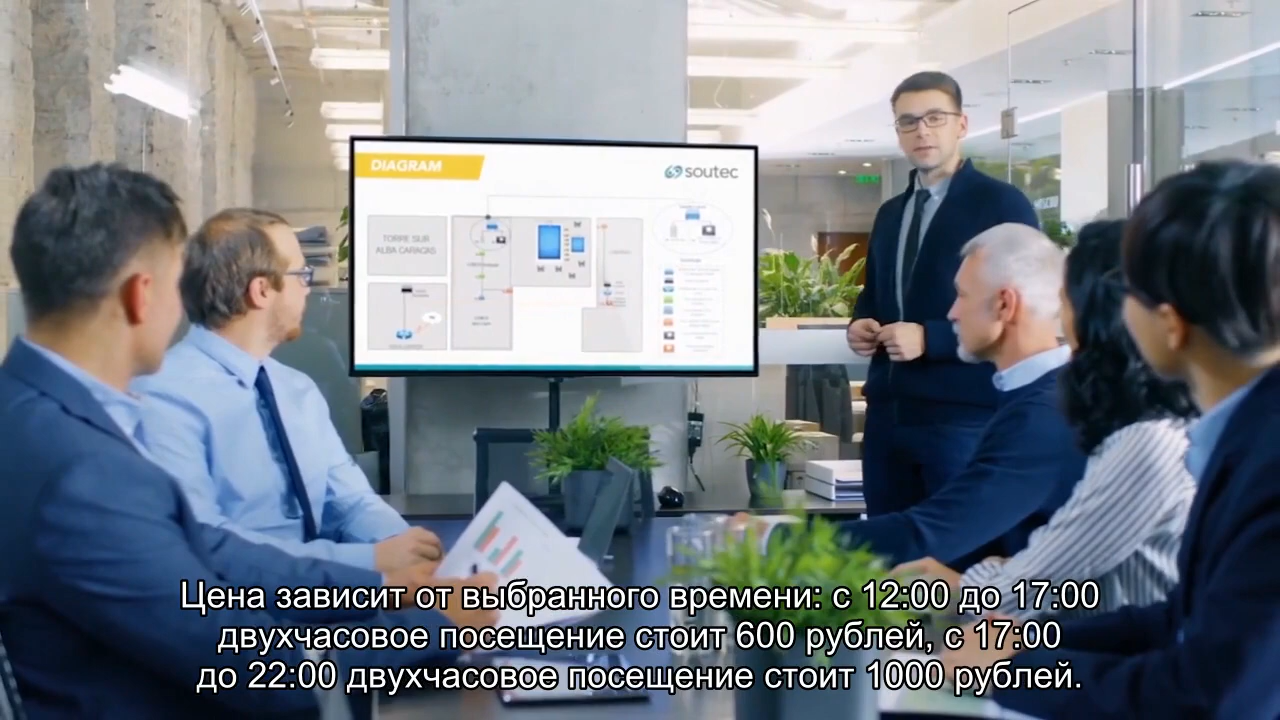 DIAGRAM
soutec
TORRE SUR
ALBA CARACAS
Цена зависит от выбранного времени: с 12:00 до 17:00
двухчасовое посещение стоит 600 рублей, с 17:00
до 22:00 двухчасовое посещение стоит 1000 рублей.